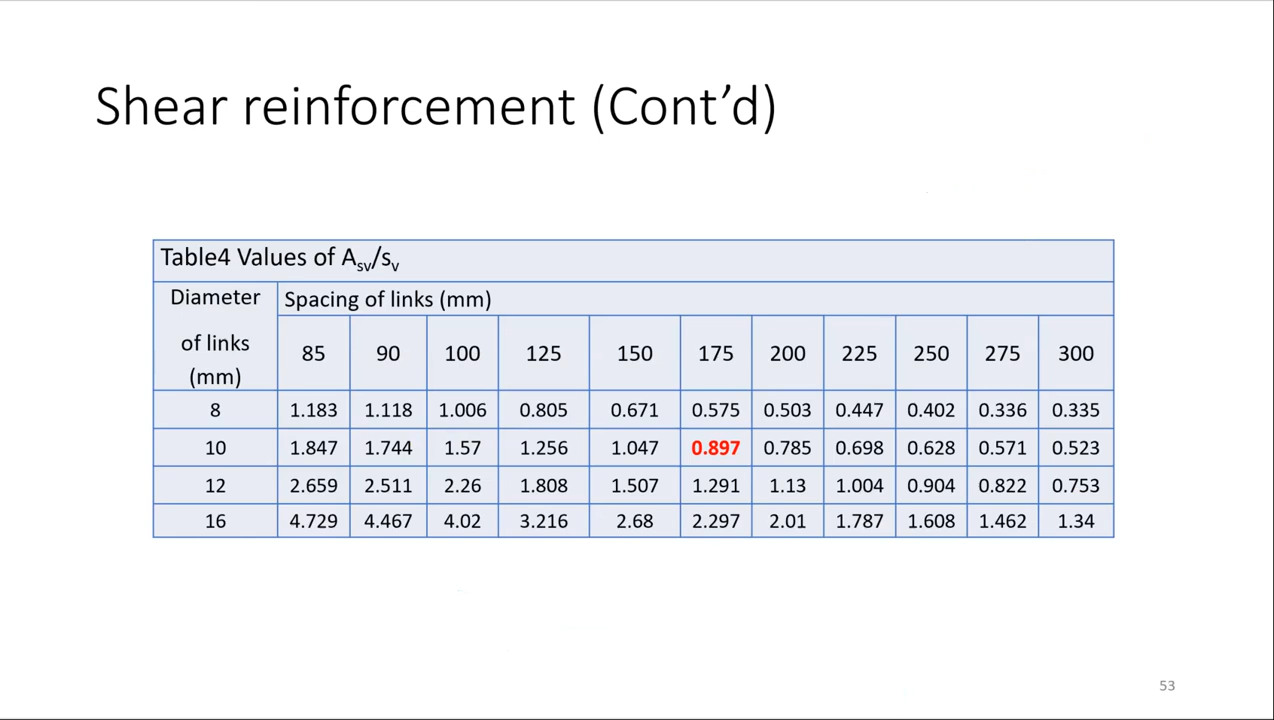 Shear reinforcement (Cont’d)
Table4 Values of Asv/sv
Diameter of links (mm) Spacing of links (mm)
85 90 100 125 150 175 200 225 250 275 300
8 1.183 1.118 1.006 0.805 0.671 0.575 0.503 0.447 0.402 0.336 0.335
10 1.847 1.744 1.57 1.256 1.047 0.897 0.785 0.698 0.628 0.571 0.523
12 2.659 2.511 2.26 1.808 1.507 1.291 1.13 1.004 0.904 0.822 0.753
16 4.729 4.467 4.02 3.216 2.68 2.297 2.01 1.787 1.608 1.462 1.34
53